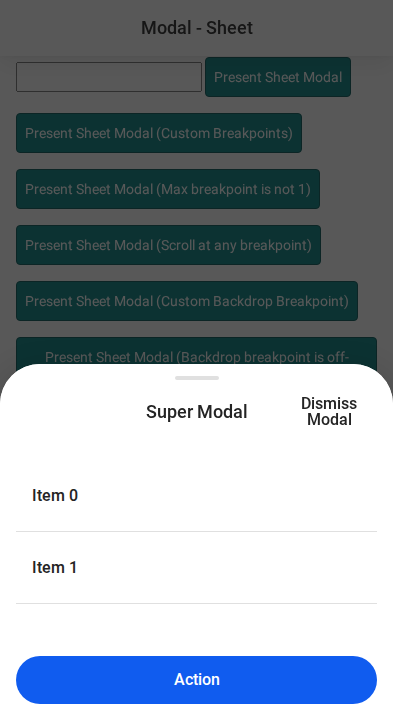 Modal - Sheet
Present Sheet Modal
Present Sheet Modal (Custom Breakpoints)
Present Sheet Modal (Max breakpoint is not 1)
Present Sheet Modal (Scroll at any breakpoint)
Present Sheet Modal (Custom Backdrop Breakpoint)
Present Sheet Modal (Backdrop breakpoint is off-
Super Modal
Dismiss
Modal
Item 0
Item 1
Action